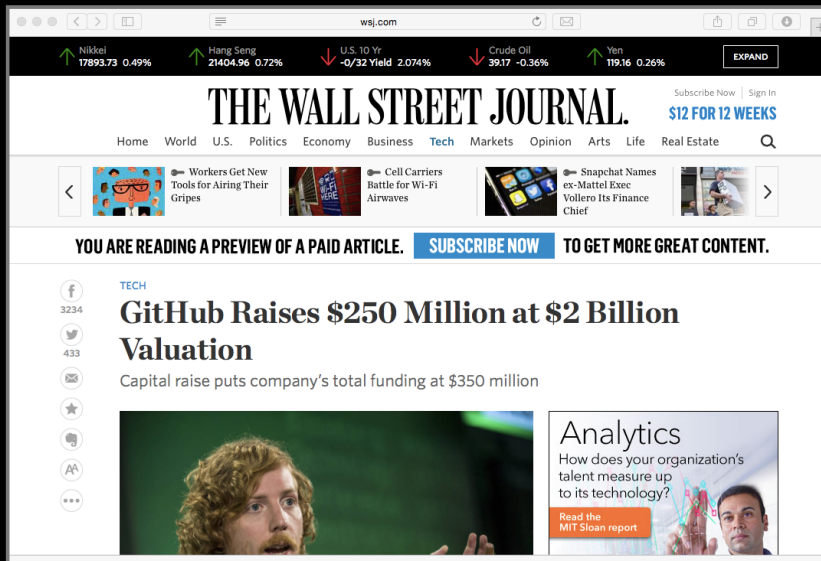 wsj.com
Nikkei
17893.73 0.49%
Hang Seng
21404.96 0.72%
U.S. 10 Yr
-0/32 Yield 2.074%
Crude Oil
39.17 -0.36%
Yen
119.16 0.26%
EXPAND
THE WALL STREET JOURNAL.
Subscribe Now Sign In
$12 FOR 12 WEEKS
Home World U.S. Politics Economy Business Tech Markets Opinion Arts Life Real Estate
Workers Get New
Tools for Airing Their
Gripes
WI-FI
HERE
Cell Carriers
Battle for Wi-Fi
Airwaves
Snapchat Names
ex-Mattel Exec
Vollero Its Finance
Chief
YOU ARE READING A PREVIEW OF A PAID ARTICLE. SUBSCRIBE NOW TO GET MORE GREAT CONTENT.
TECH
GitHub Raises $250 Million at $2 Billion
Valuation
Capital raise puts company's total funding at $350 million
3234
433
AA
Analytics
How does your organization's
talent measure up
to its technology?
Read the
MIT Sloan report